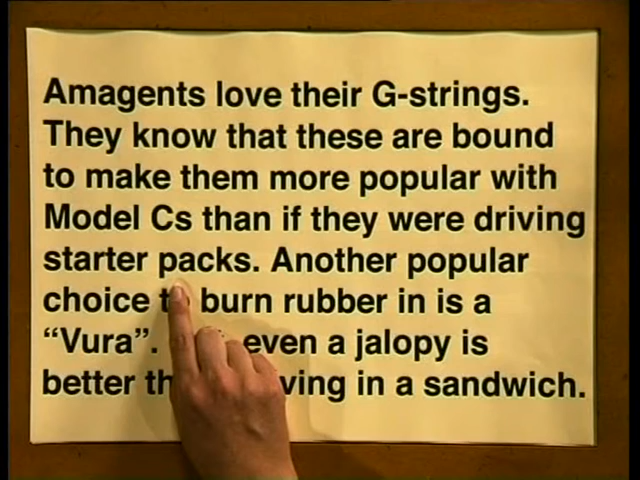 Amagents love their G-strings.
They know that these are bound
to make them more popular with
Model Cs than if they were driving
starter packs. Another popular
choice burn rubber in is a
“Vura”. even a jalopy is
better in a sandwich.